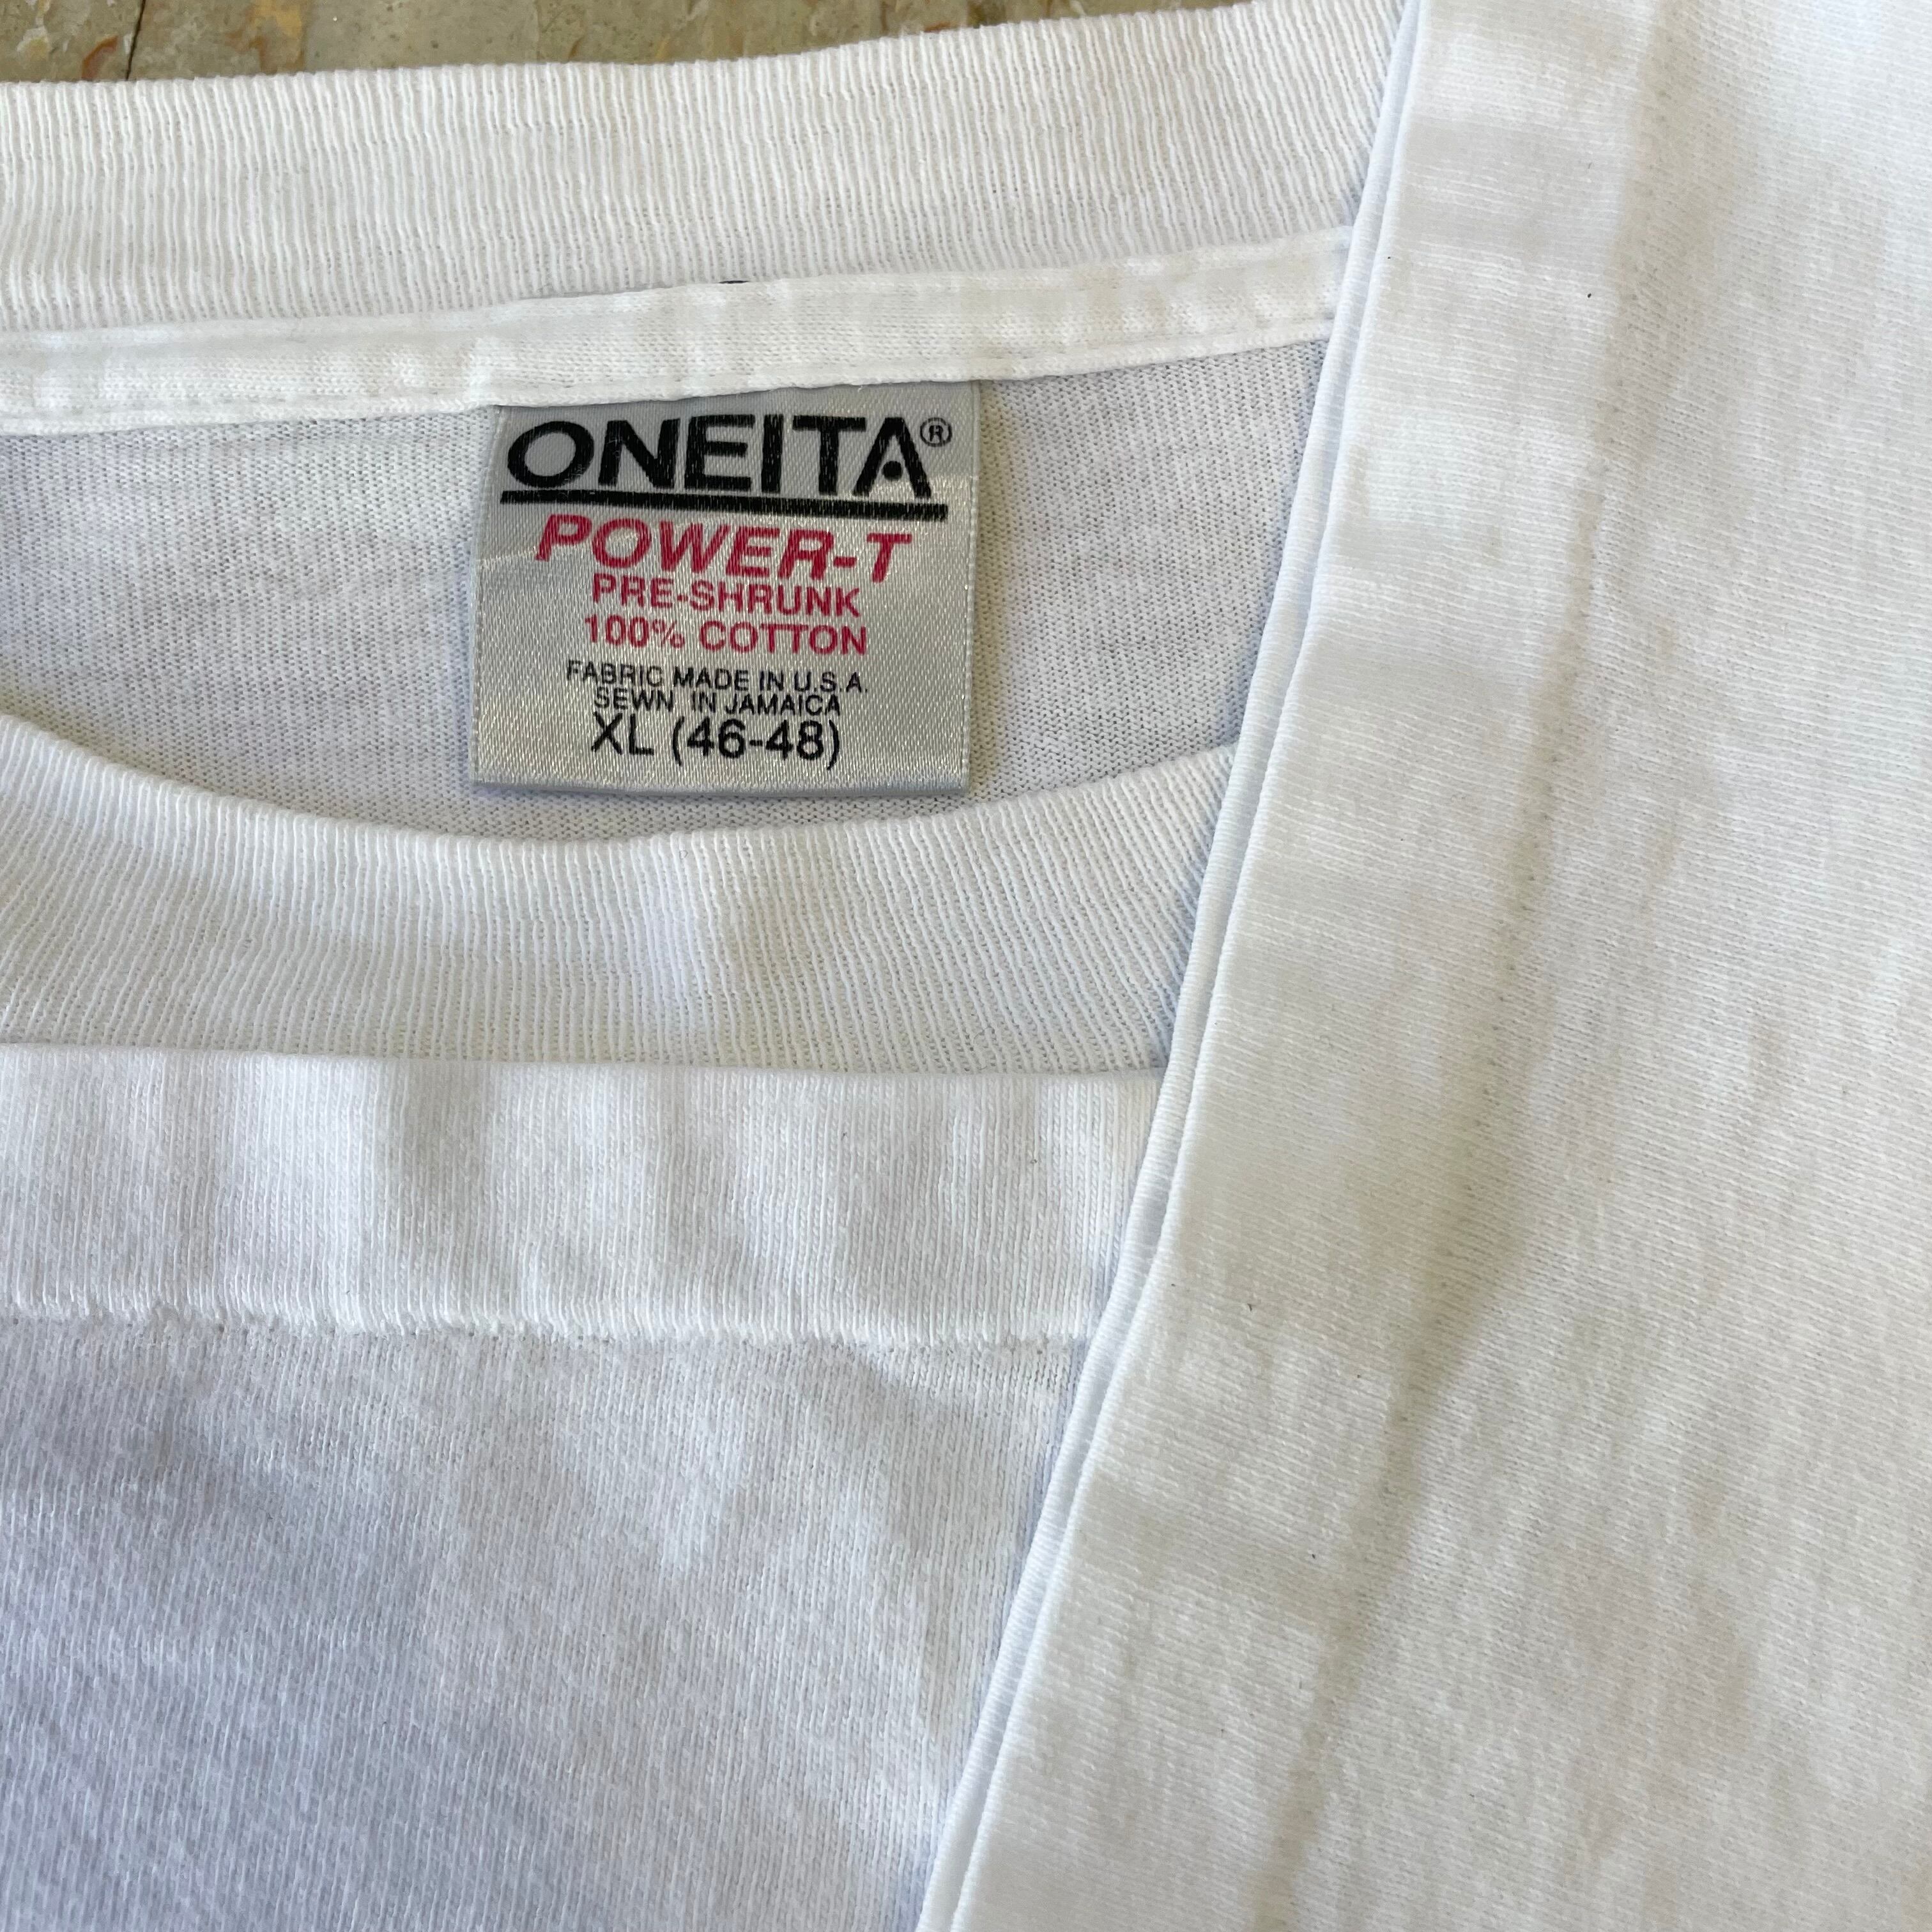 ONEITA®
POWER-T
PRE-SHRUNK
100% COTTON
FABRIC MADE IN U.S.A.
SEWN IN JAMAICA
XL (46-48)